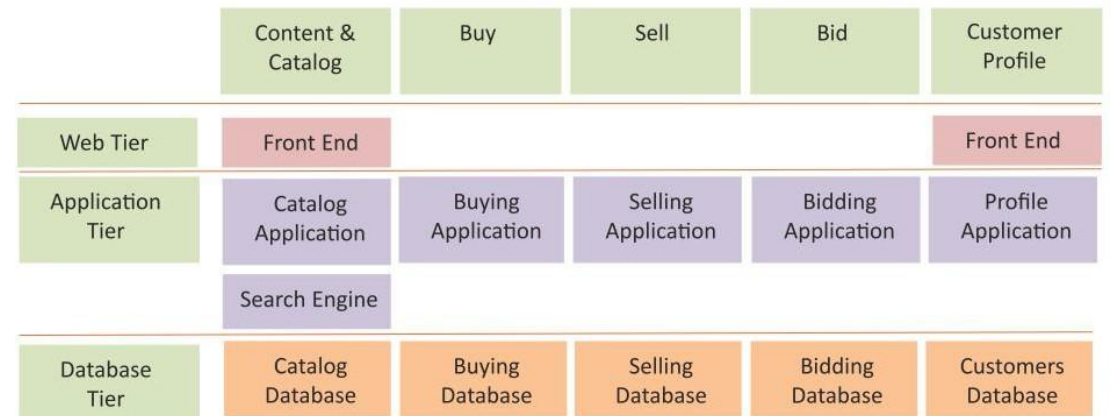 Content & Catalog
Buy
Sell
Bid
Customer Profile
Web Tier
Front End
Front End
Application Tier
Catalog Application
Buying Application
Selling Application
Bidding Application
Profile Application
Search Engine
Database Tier
Catalog Database
Buying Database
Selling Database
Bidding Database
Customers Database